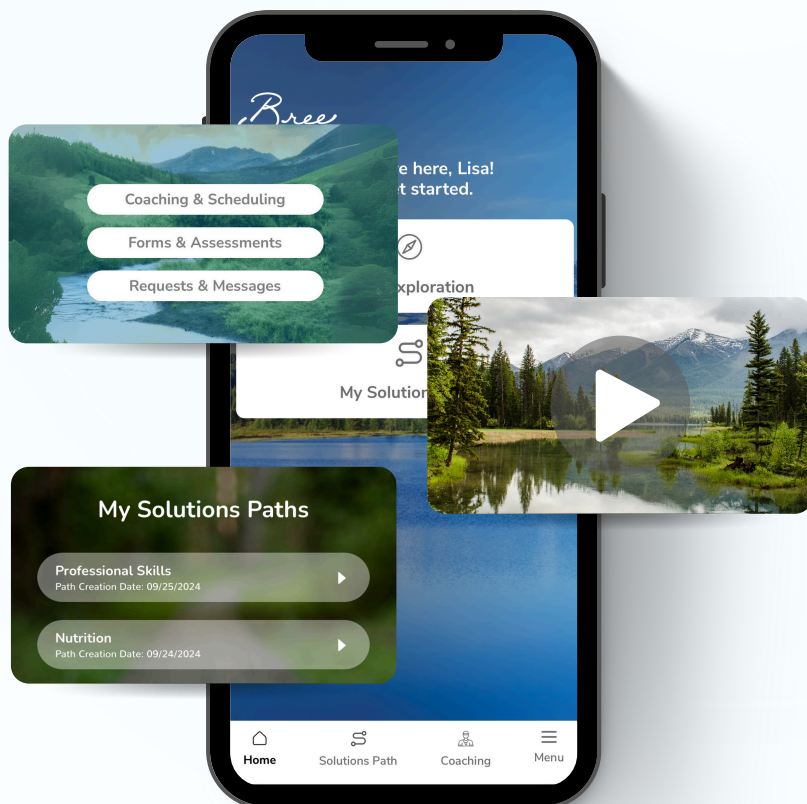 Bree
e here, Lisa!
et started.
Coaching & Scheduling
Forms & Assessments
Requests & Messages
xploration
My Solution
My Solutions Paths
Professional Skills
Path Creation Date: 09/25/2024
Nutrition
Path Creation Date: 09/24/2024
Home
Solutions Path
Coaching
Menu